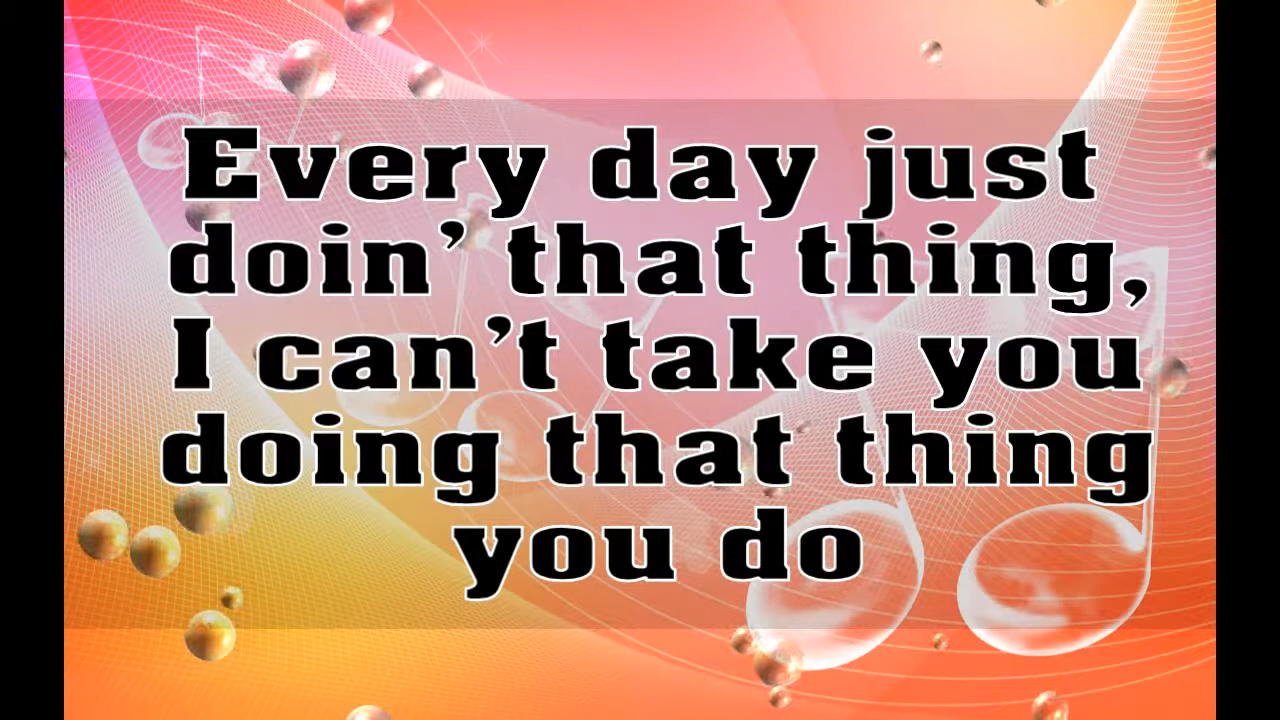 Every day just
doin’ that thing,
I can’t take you
doing that thing
you do